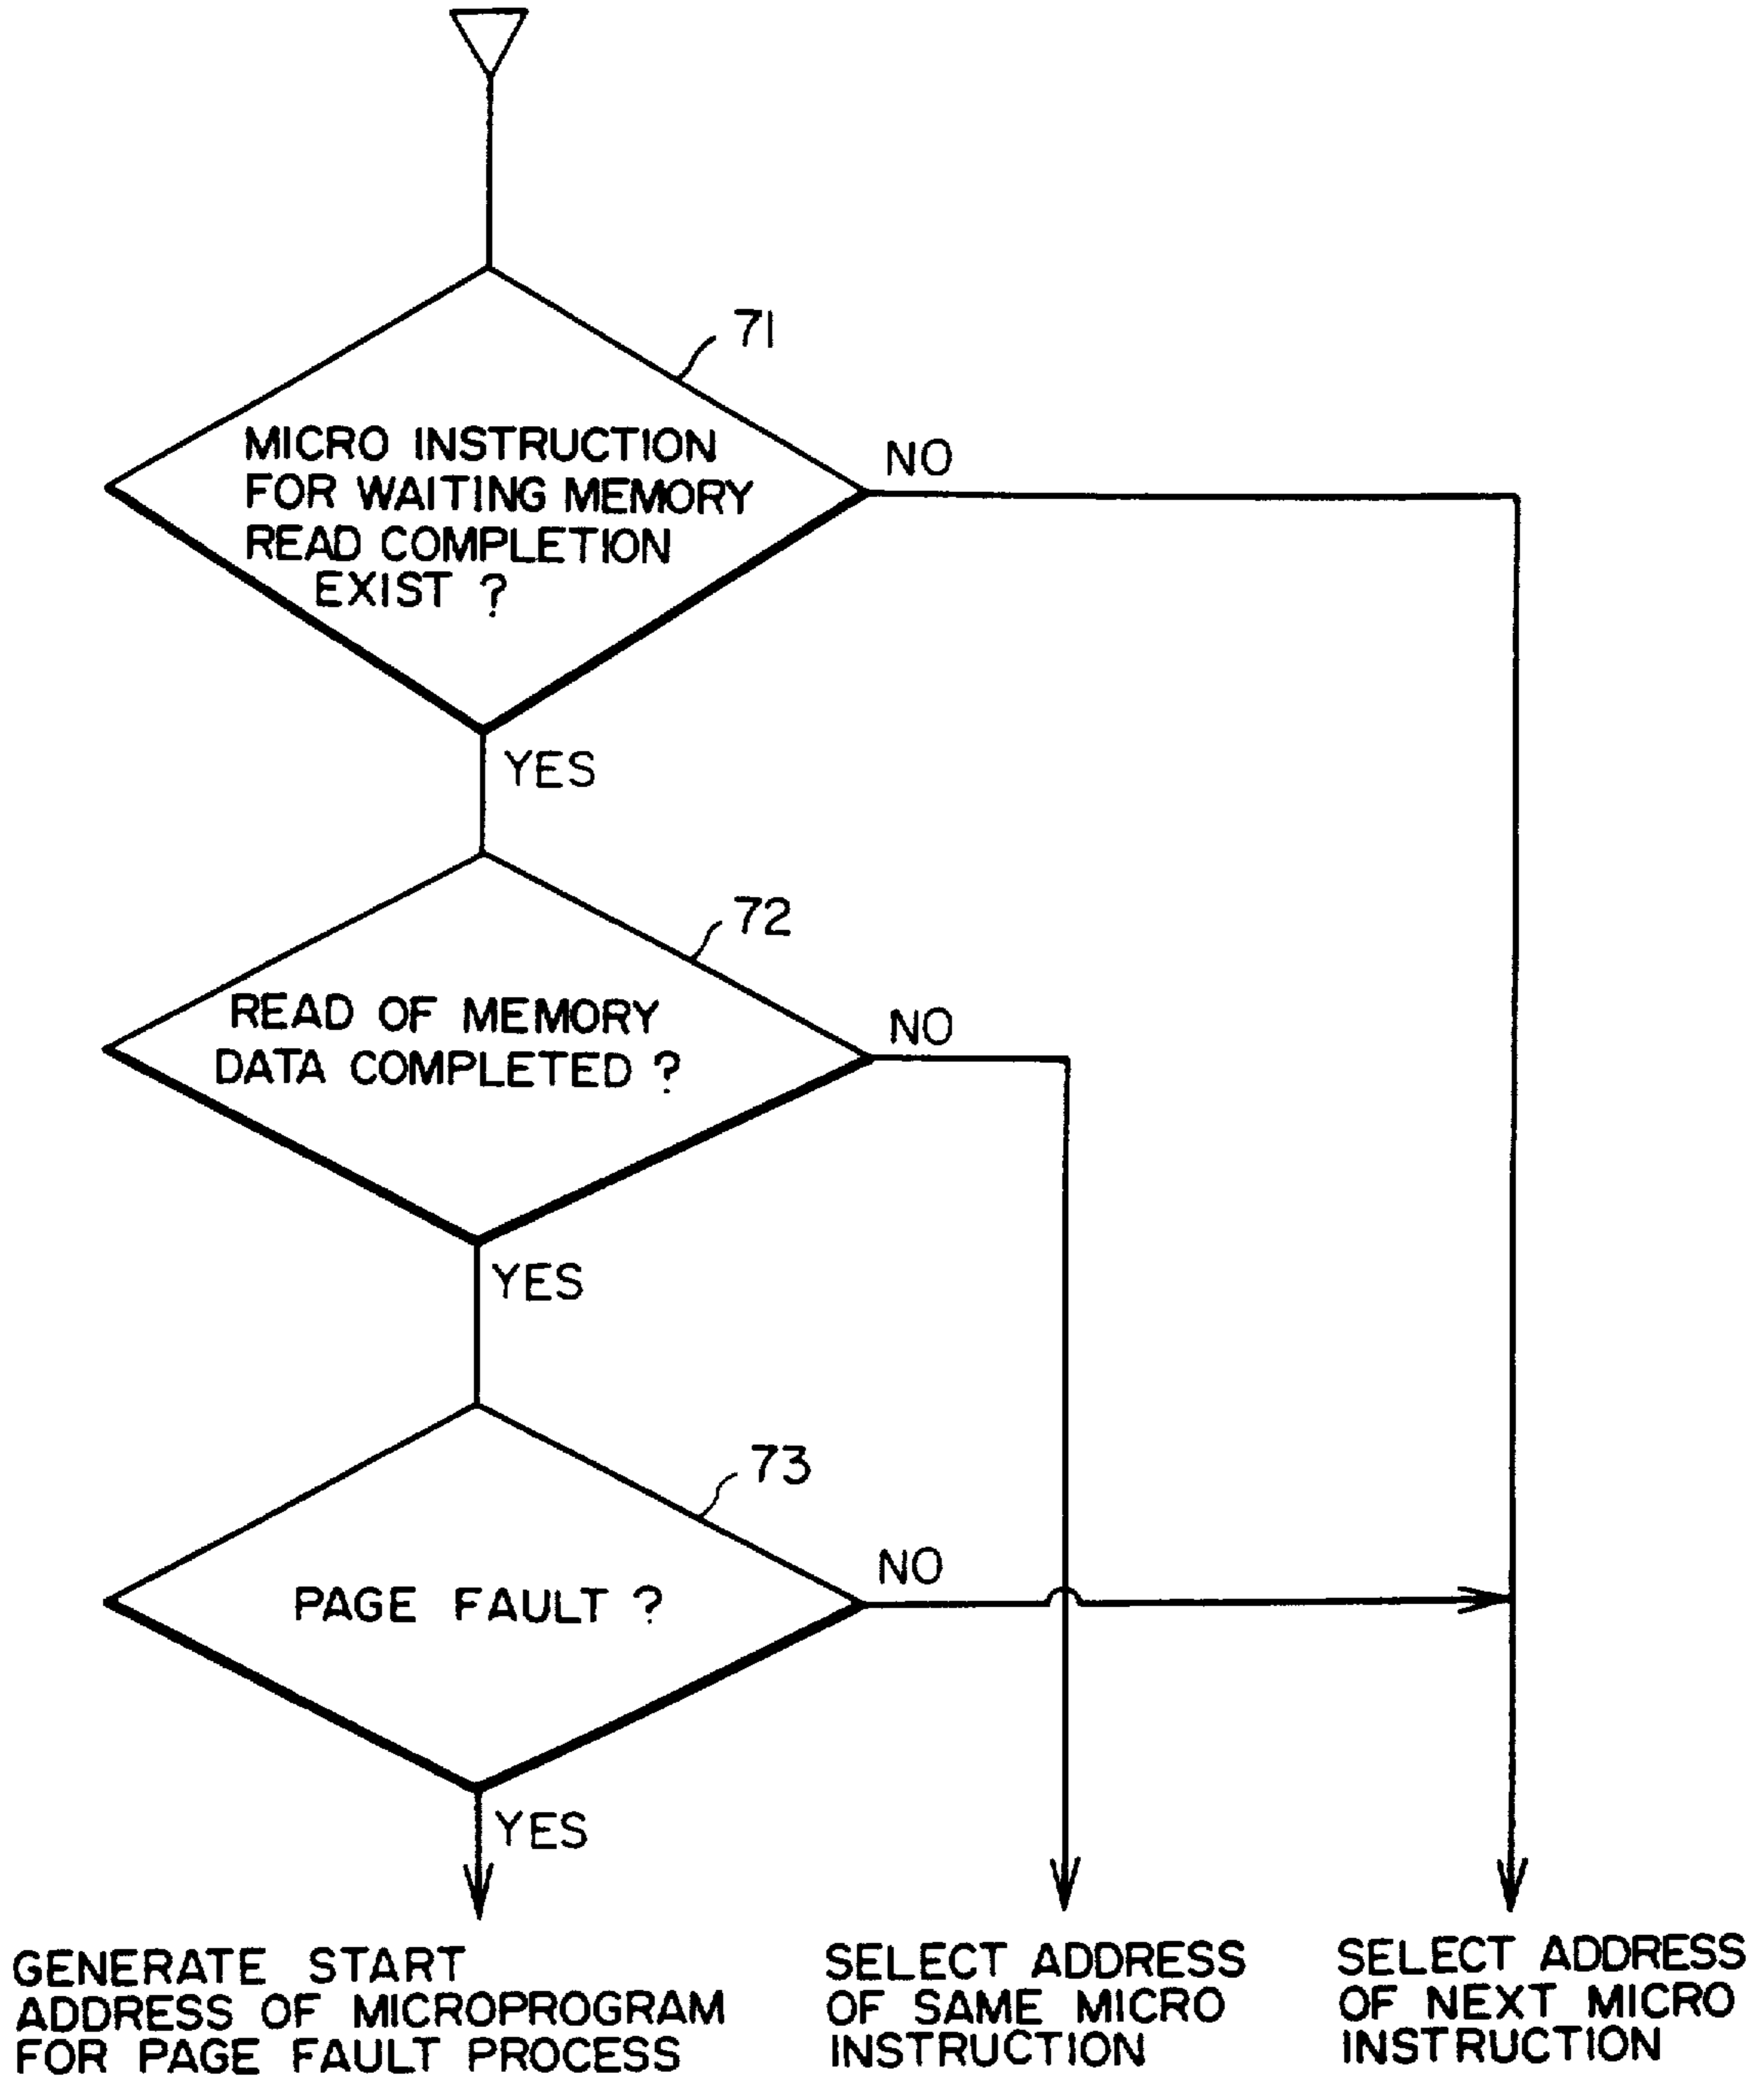 71
MICRO INSTRUCTION
FOR WAITING MEMORY
READ COMPLETION
EXIST ?
NO
YES
72
READ OF MEMORY
DATA COMPLETED ?
NO
YES
73
PAGE FAULT ?
NO
YES
GENERATE START
ADDRESS OF MICROPROGRAM
FOR PAGE FAULT PROCESS
SELECT ADDRESS
OF SAME MICRO
INSTRUCTION
SELECT ADDRESS
OF NEXT MICRO
INSTRUCTION